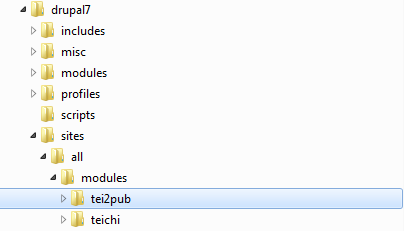 drupal7
includes
misc
modules
profiles
scripts
sites
all
modules
tei2pub
teichi